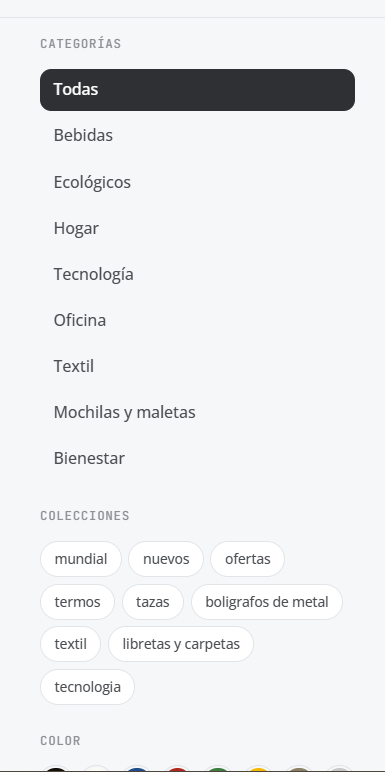 CATEGORÍAS
Todas
Bebidas
Ecológicos
Hogar
Tecnología
Oficina
Textil
Mochilas y maletas
Bienestar
COLECCIONES
mundial nuevos ofertas
termos tazas boligrafos de metal
textil libretas y carpetas
tecnologia
COLOR